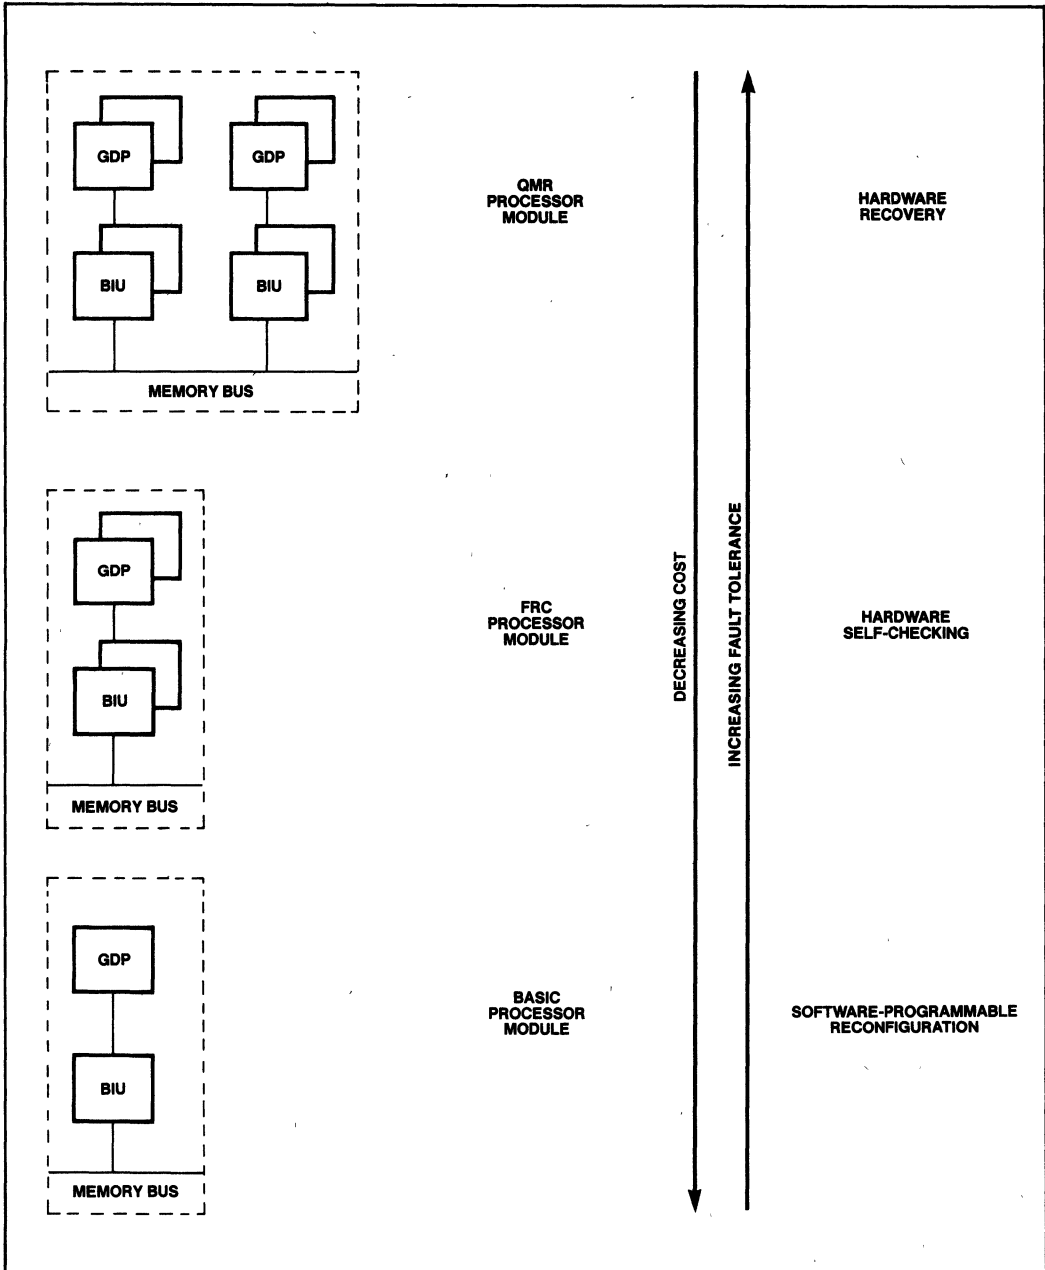 GDP
GDP
QMR
PROCESSOR
MODULE
HARDWARE
RECOVERY
BIU
BIU
MEMORY BUS
GDP
FRC
PROCESSOR
MODULE
DECREASING COST
INCREASING FAULT TOLERANCE
HARDWARE
SELF-CHECKING
BIU
MEMORY BUS
GDP
BASIC
PROCESSOR
MODULE
SOFTWARE-PROGRAMMABLE
RECONFIGURATION
BIU
MEMORY BUS